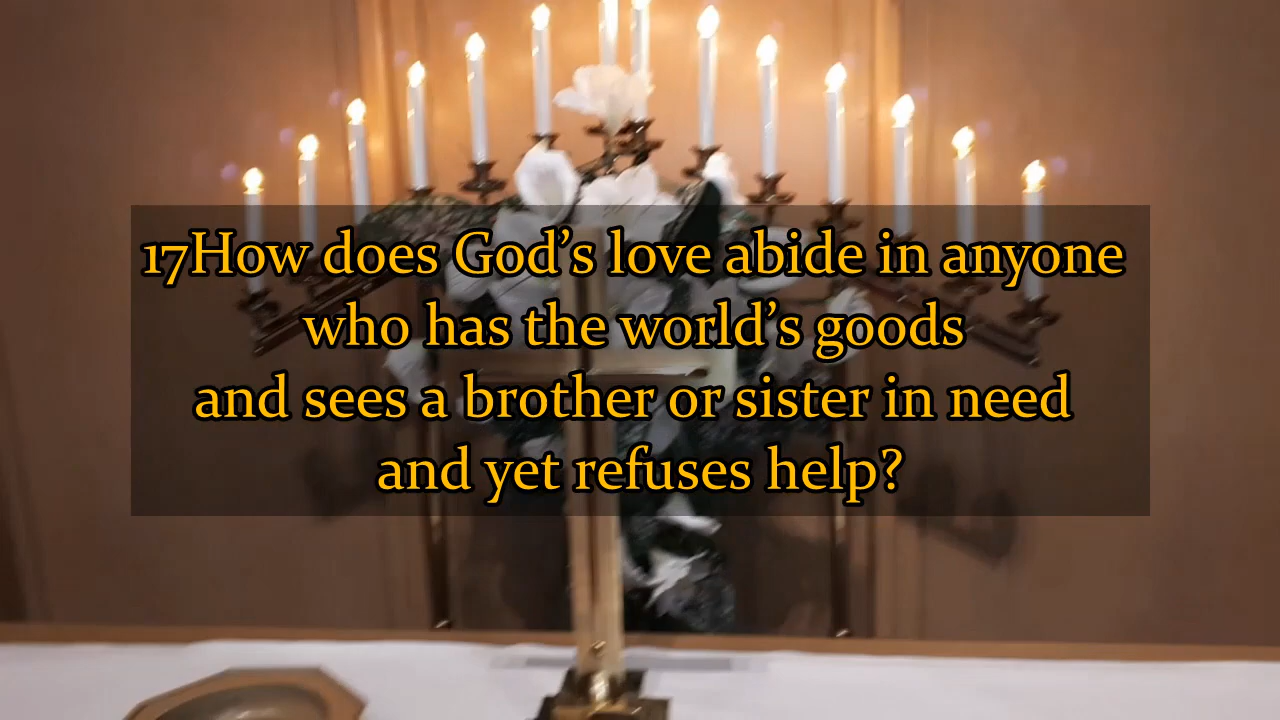 17How does God’s love abide in anyone
who has the world’s goods
and sees a brother or sister in need
and yet refuses help?